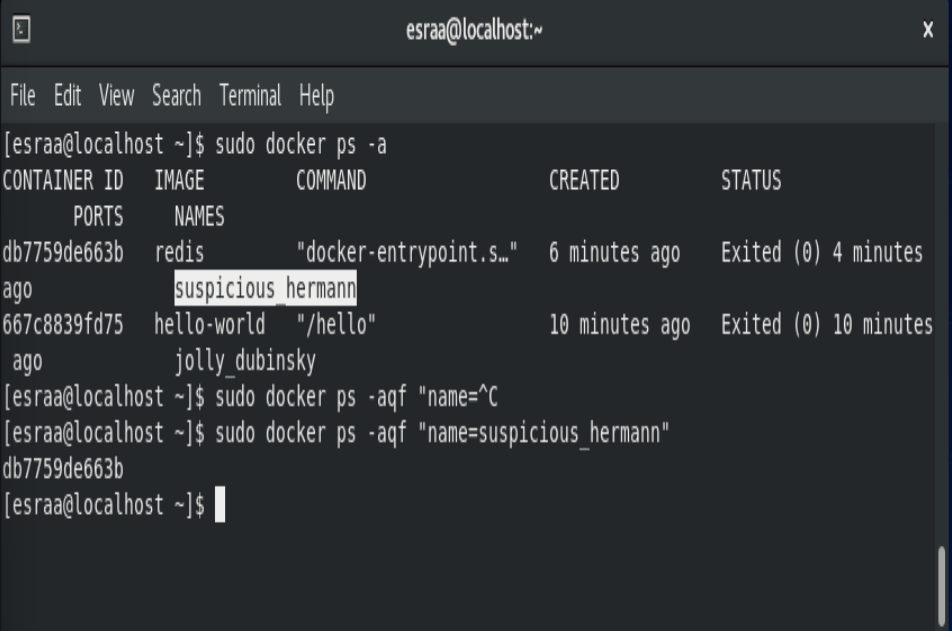 esraa@localhost:~ x
File Edit View Search Terminal Help
[esraa@localhost ~]$ sudo docker ps -a
CONTAINER ID   IMAGE         COMMAND                  CREATED          STATUS
       PORTS     NAMES
db7759de663b   redis         "docker-entrypoint.s…"   6 minutes ago    Exited (0) 4 minutes
ago              suspicious_hermann
667c8839fd75   hello-world   "/hello"                 10 minutes ago   Exited (0) 10 minutes
 ago             jolly_dubinsky
[esraa@localhost ~]$ sudo docker ps -aqf "name=^C
[esraa@localhost ~]$ sudo docker ps -aqf "name=suspicious_hermann"
db7759de663b
[esraa@localhost ~]$